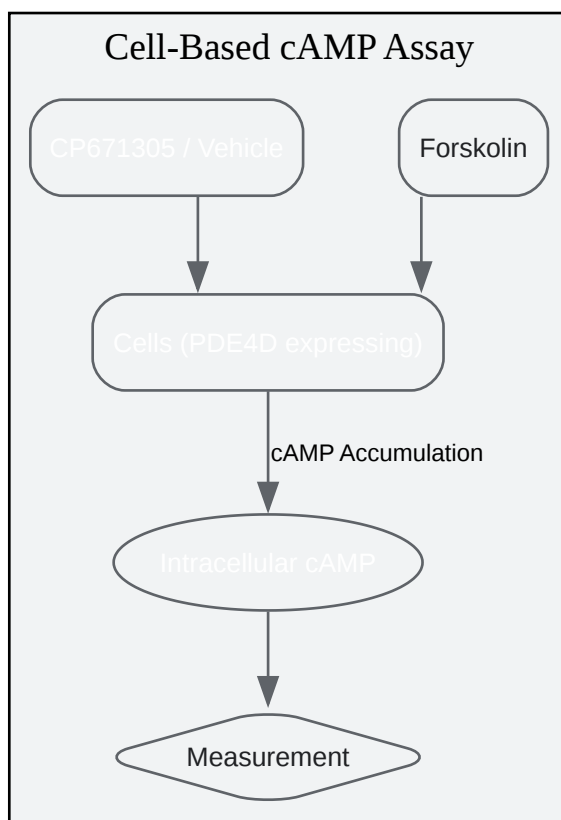 Cell-Based cAMP Assay
CP671305 / Vehicle
Forskolin
Cells (PDE4D expressing)
cAMP Accumulation
Intracellular cAMP
Measurement